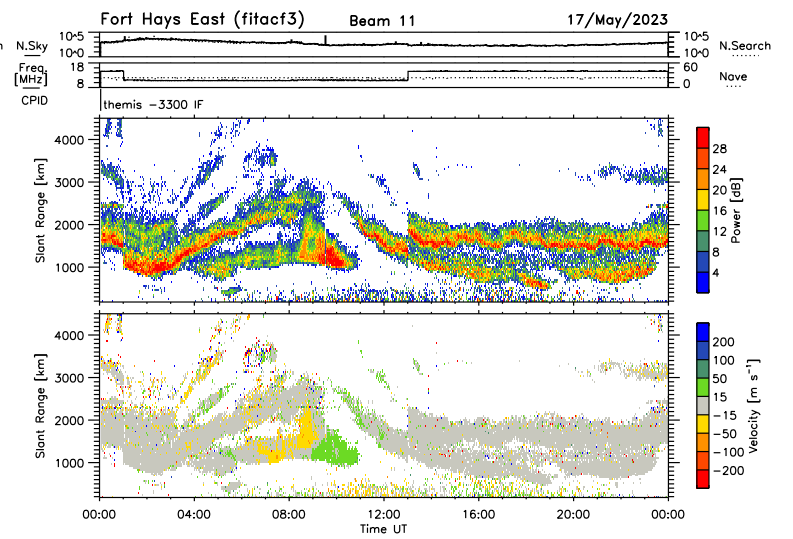 Fort Hays East (fitacf3) Beam 11 17/May/2023
N.Sky 10^5 10^5 N.Search
10^0 10^0
Freq. 18 60 Nave
[MHz] 8 0
CPID themis -3300 IF
Slant Range [km]
4000
3000
2000
1000
28
24
20
16
12
8
4
Power [dB]
Slant Range [km]
4000
3000
2000
1000
200
100
50
15
-15
-50
-100
-200
Velocity [m s⁻¹]
00:00 04:00 08:00 12:00 16:00 20:00 00:00
Time UT